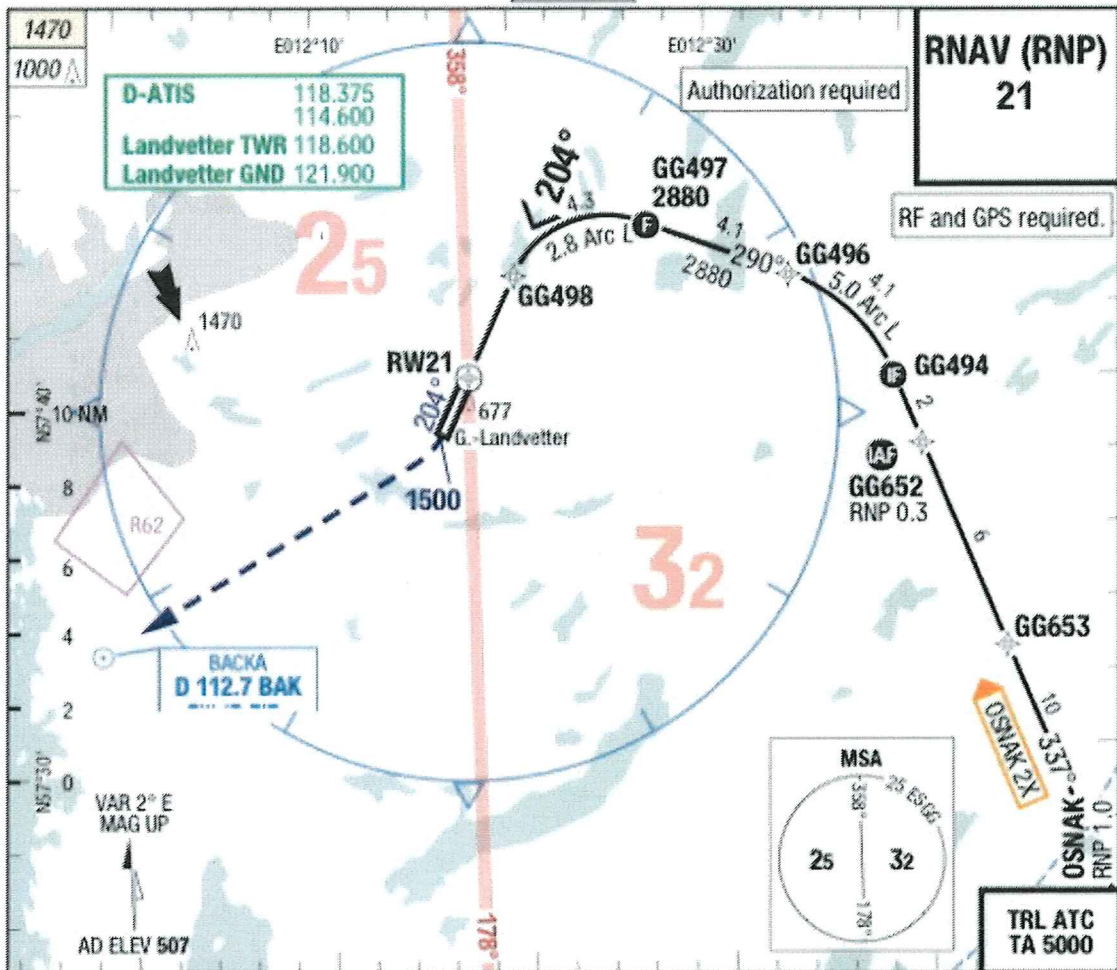 1470
1000
E012°10'
358°
E012°30'
RNAV (RNP)
21
Authorization required
D-ATIS 118.375
114.600
Landvetter TWR 118.600
Landvetter GND 121.900
RF and GPS required.
25
L 204°
4.3
2.8 Arc L
GG497
2880
F
4.1
290°
2880
GG496
4.1
5.0 Arc L
GG498
1470
RW21
204°
677
G.-Landvetter
1500
IF
GG494
2
IAF
GG652
RNP 0.3
6
N57°40'
10 NM
8
6
4
2
0
R62
32
GG653
10
337°
OSNAK 2X
OSNAK
RNP 1.0
BACKA
D 112.7 BAK
N57°30'
VAR 2° E
MAG UP
AD ELEV 507
178°
MSA
358°
25 ESGG
25
32
178°
TRL ATC
TA 5000